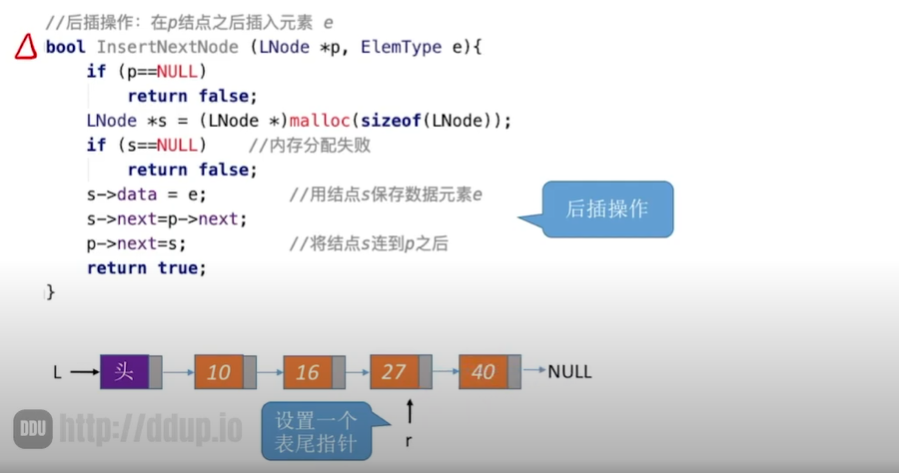 //后插操作：在p结点之后插入元素 e
bool InsertNextNode (LNode *p, ElemType e){
if (p==NULL)
return false;
LNode *s = (LNode *)malloc(sizeof(LNode));
if (s==NULL) //内存分配失败
return false;
s->data = e; //用结点s保存数据元素e
s->next=p->next;
p->next=s; //将结点s连到p之后
return true;
}
后插操作
L 头 10 16 27 40 NULL
设置一个
表尾指针
r
DDU http://ddup.io